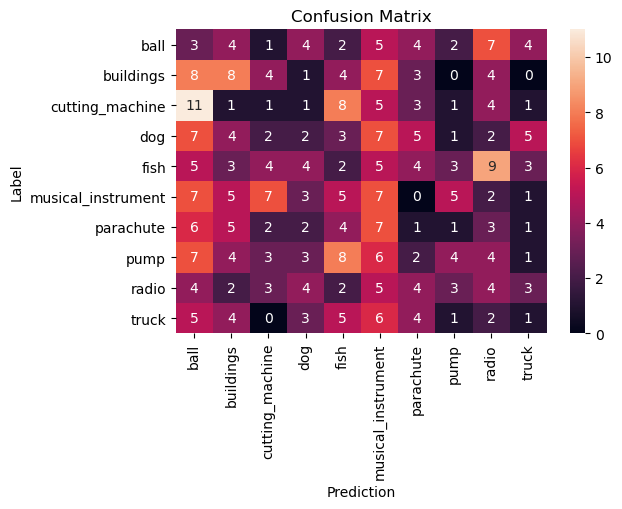 Confusion Matrix
ball 3 4 1 4 2 5 4 2 7 4
buildings 8 8 4 1 4 7 3 0 4 0
cutting_machine 11 1 1 1 8 5 3 1 4 1
dog 7 4 2 2 3 7 5 1 2 5
fish 5 3 4 4 2 5 4 3 9 3
musical_instrument 7 5 7 3 5 7 0 5 2 1
parachute 6 5 2 2 4 7 1 1 3 1
pump 7 4 3 3 8 6 2 4 4 1
radio 4 2 3 4 2 5 4 3 4 3
truck 5 4 0 3 5 6 4 1 2 1
Label
ball buildings cutting_machine dog fish musical_instrument parachute pump radio truck
Prediction
10
8
6
4
2
0